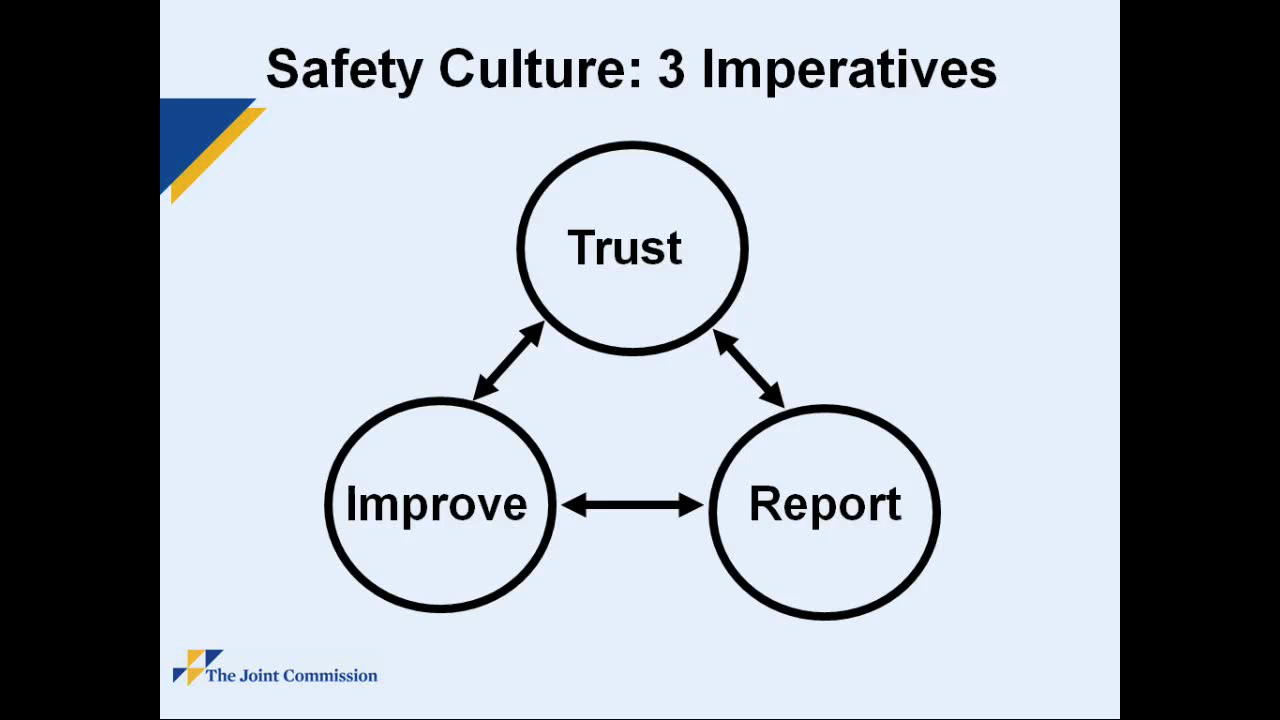 Safety Culture: 3 Imperatives
Trust
Improve
Report
The Joint Commission